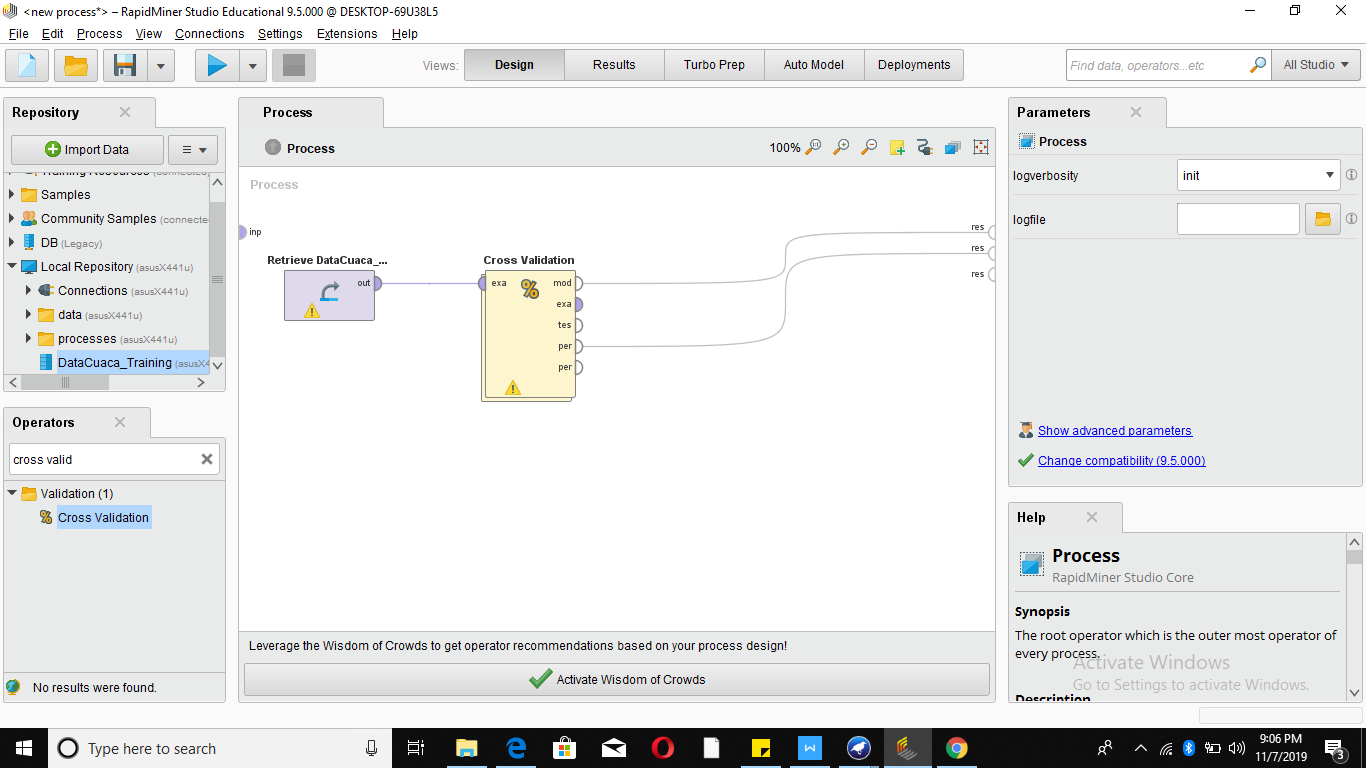 <new process*> – RapidMiner Studio Educational 9.5.000 @ DESKTOP-69U38L5
File Edit Process View Connections Settings Extensions Help
Views: Design Results Turbo Prep Auto Model Deployments
Find data, operators...etc
All Studio
Repository
Import Data
Training Resources (connected)
Samples
Community Samples (connecte
DB (Legacy)
Local Repository (asusX441u)
Connections (asusX441u)
data (asusX441u)
processes (asusX441u)
DataCuaca_Training (asusX4
Operators
cross valid
Validation (1)
Cross Validation
No results were found.
Process
Process
100%
Process
inp
Retrieve DataCuaca_...
out
Cross Validation
exa
mod
exa
tes
per
per
res
res
res
Leverage the Wisdom of Crowds to get operator recommendations based on your process design!
Activate Wisdom of Crowds
Parameters
Process
logverbosity
init
logfile
Show advanced parameters
Change compatibility (9.5.000)
Help
Process
RapidMiner Studio Core
Synopsis
The root operator which is the outer most operator of
every process.
Description
Activate Windows
Go to Settings to activate Windows.
Type here to search
9:06 PM
11/7/2019
3